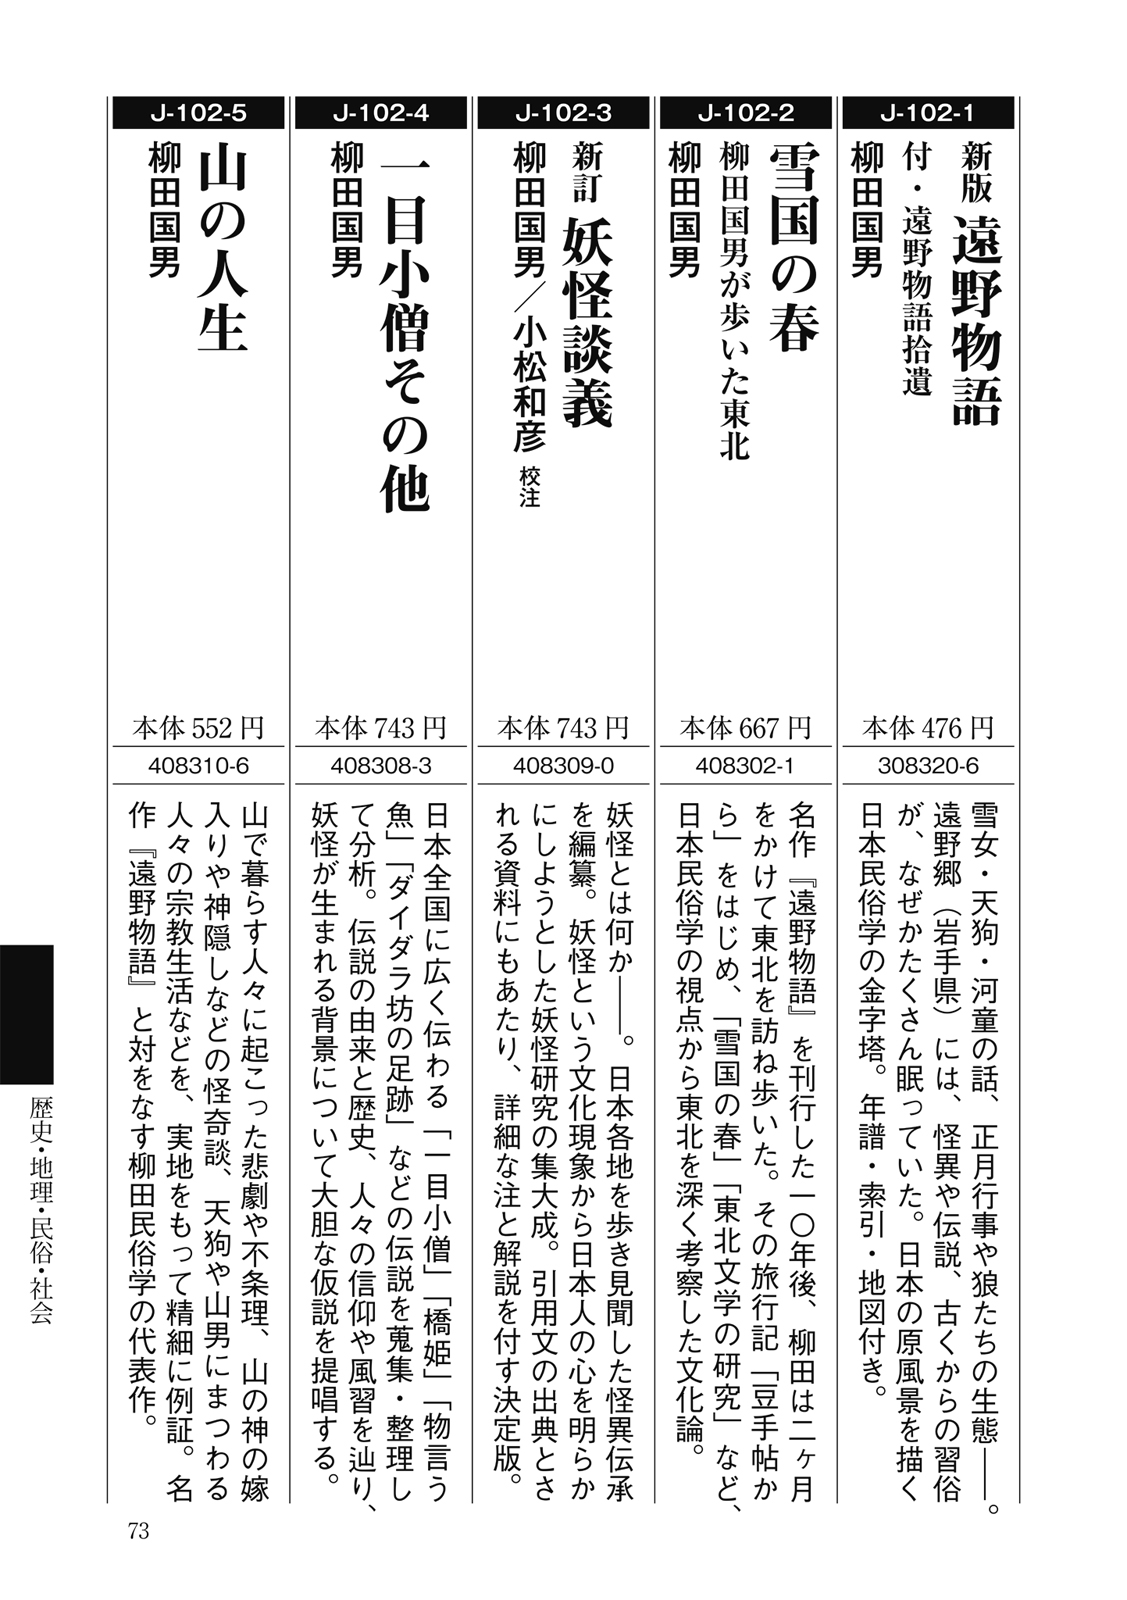 J-102-1
新版 遠野物語
付・遠野物語拾遺
柳田国男
本体 476 円
308320-6
雪女・天狗・河童の話、正月行事や狼たちの生態――。
遠野郷（岩手県）には、怪異や伝説、古くからの習俗
が、なぜかたくさん眠っていた。日本の原風景を描く
日本民俗学の金字塔。年譜・索引・地図付き。
J-102-2
雪国の春
柳田国男が歩いた東北
柳田国男
本体 667 円
408302-1
名作『遠野物語』を刊行した一〇年後、柳田は二ヶ月
をかけて東北を訪ね歩いた。その旅行記「豆手帖か
ら」をはじめ、「雪国の春」「東北文学の研究」など、
日本民俗学の視点から東北を深く考察した文化論。
J-102-3
新訂 妖怪談義
柳田国男／小松和彦 校注
本体 743 円
408309-0
妖怪とは何か――。日本各地を歩き見聞した怪異伝承
を編纂。妖怪という文化現象から日本人の心を明らか
にしようとした妖怪研究の集大成。引用文の出典とさ
れる資料にもあたり、詳細な注と解説を付す決定版。
J-102-4
一目小僧その他
柳田国男
本体 743 円
408308-3
日本全国に広く伝わる「一目小僧」「橋姫」「物言う
魚」「ダイダラ坊の足跡」などの伝説を蒐集・整理し
て分析。伝説の由来と歴史、人々の信仰や風習を辿り、
妖怪が生まれる背景について大胆な仮説を提唱する。
J-102-5
山の人生
柳田国男
本体 552 円
408310-6
山で暮らす人々に起こった悲劇や不条理、山の神の嫁
入りや神隠しなどの怪奇談、天狗や山男にまつわる
人々の宗教生活などを、実地をもって精細に例証。名
作『遠野物語』と対をなす柳田民俗学の代表作。
歴史・地理・民俗・社会
73